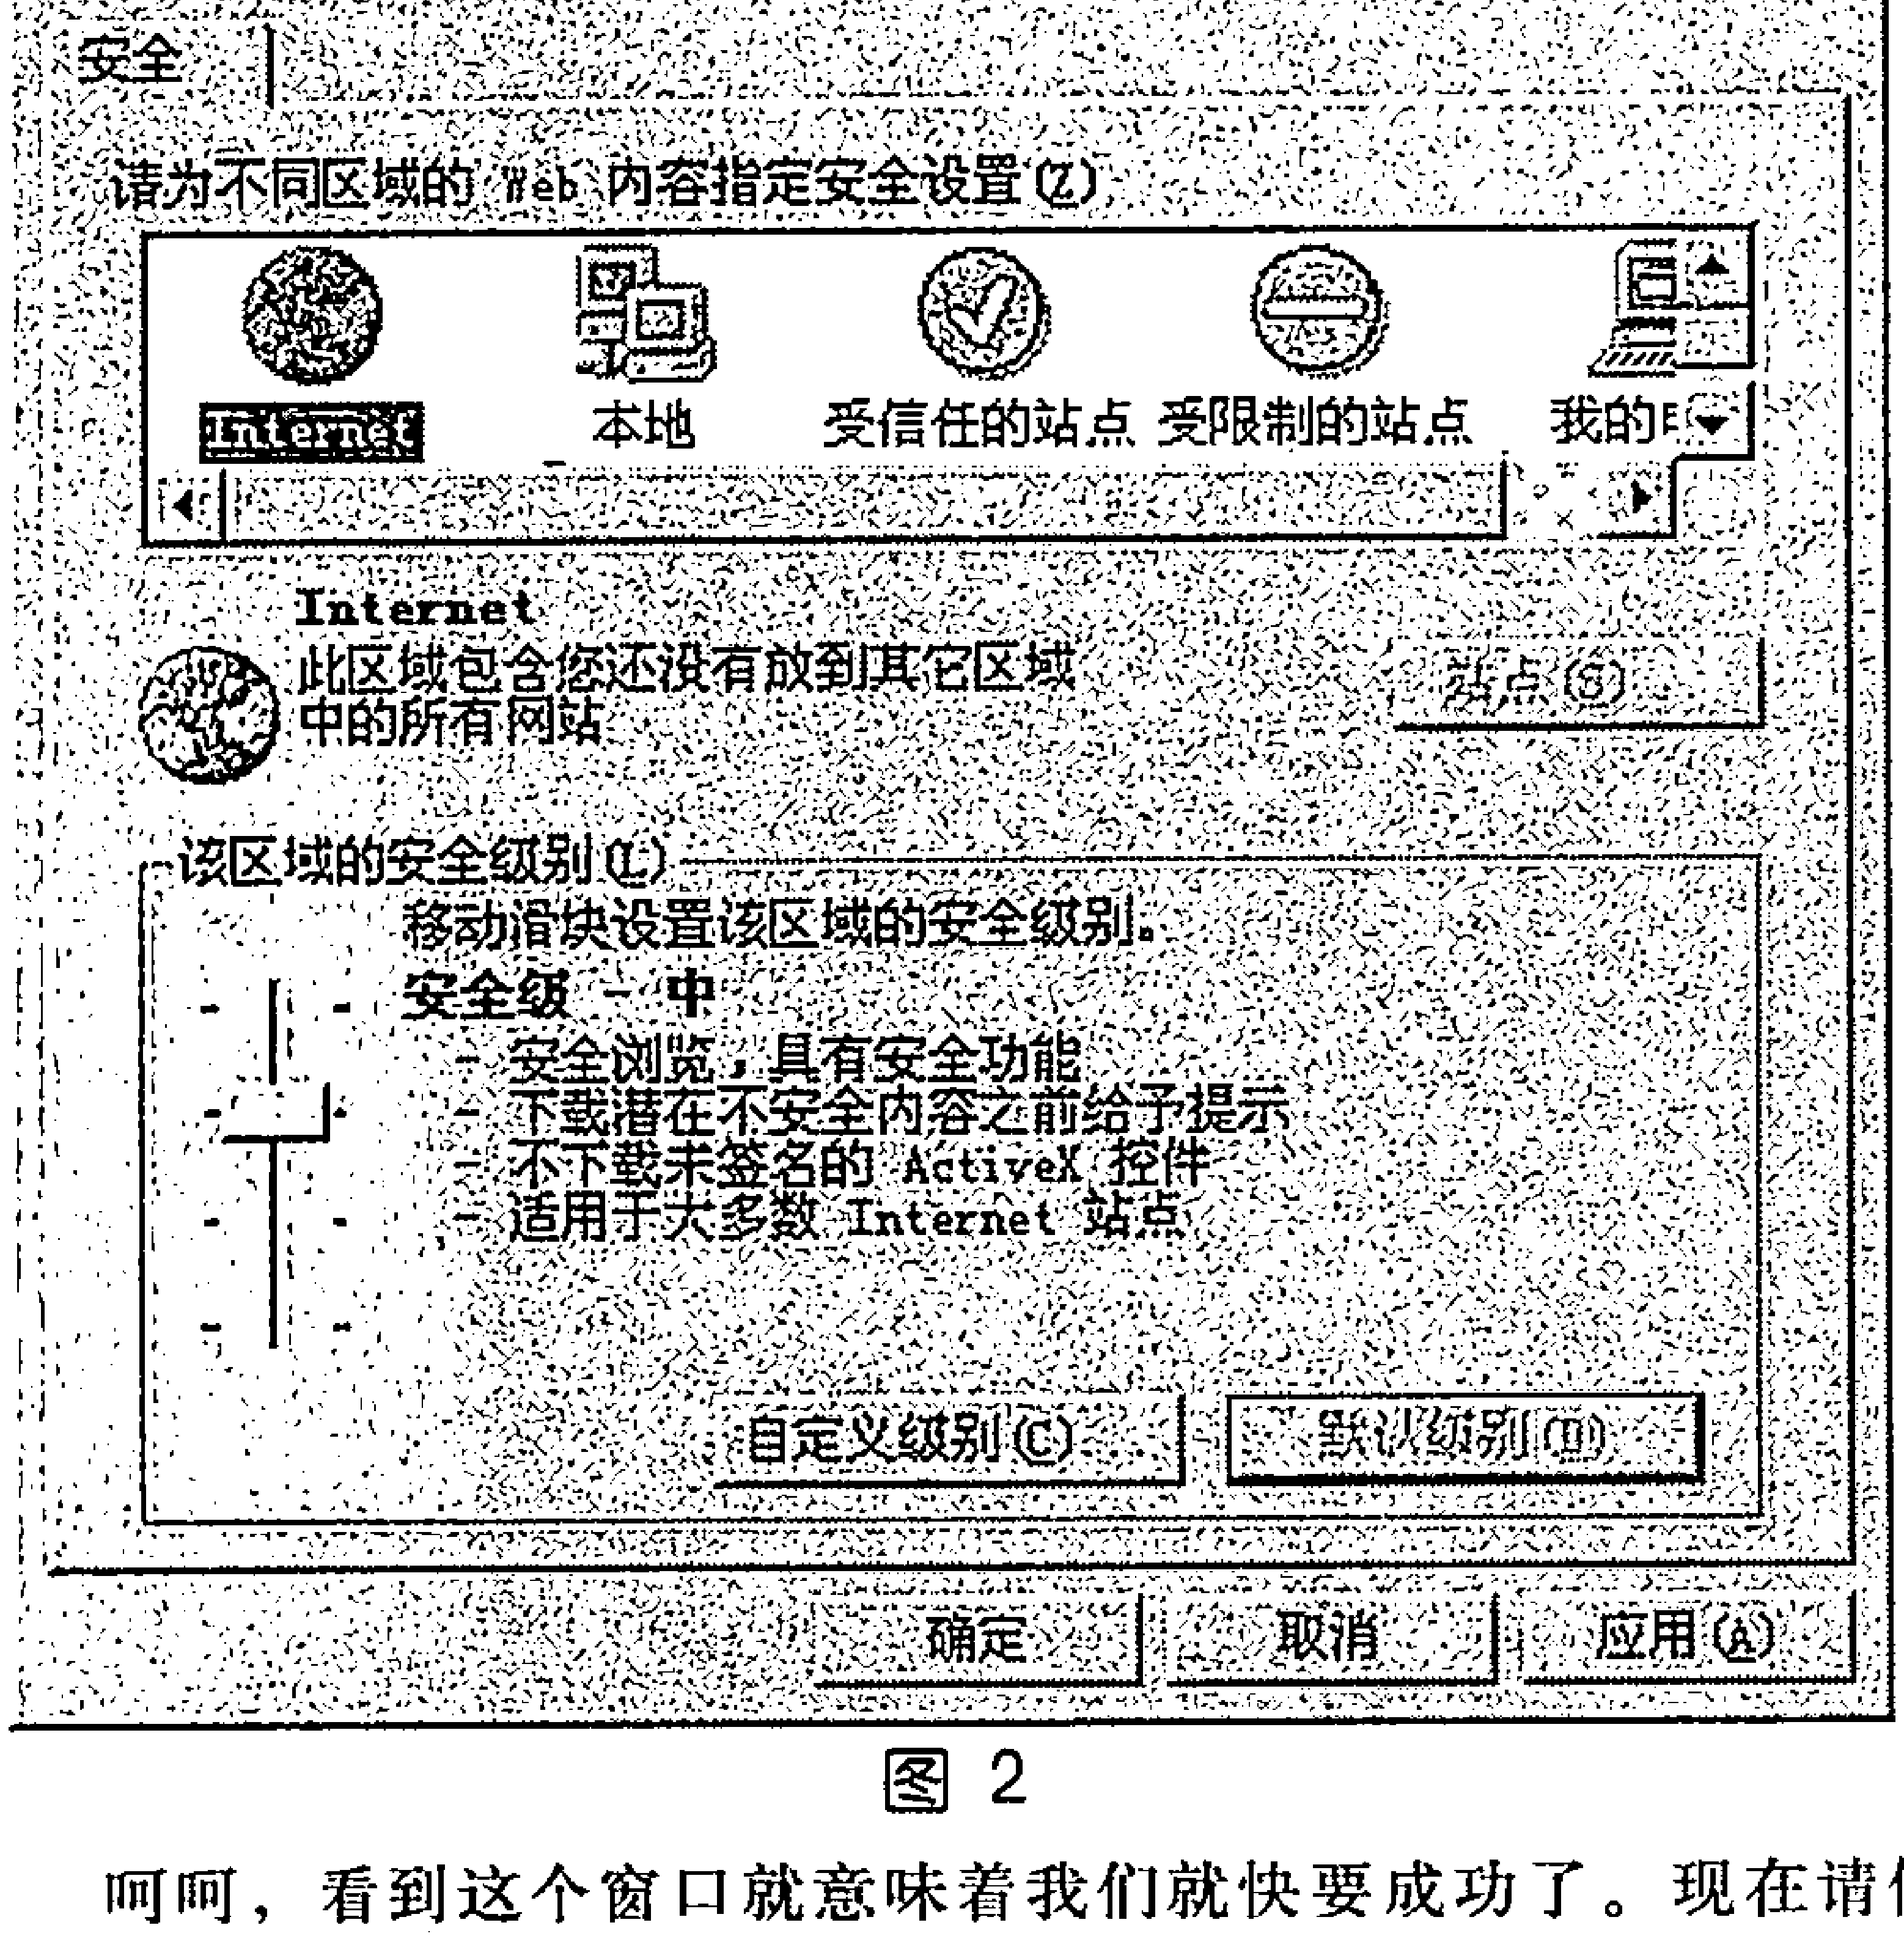 安全
请为不同区域的 Web 内容指定安全设置(Z)
Internet 本地 受信任的站点 受限制的站点 我的
Internet
此区域包含您还没有放到其它区域
中的所有网站
站点(S)
该区域的安全级别(L)
移动滑块设置该区域的安全级别。
安全级 - 中
- 安全浏览，具有安全功能
- 下载潜在不安全内容之前给予提示
- 不下载未签名的 ActiveX 控件
- 适用于大多数 Internet 站点
自定义级别(C) 默认级别(D)
确定 取消 应用(A)
图 2
呵呵，看到这个窗口就意味着我们就快要成功了。现在请